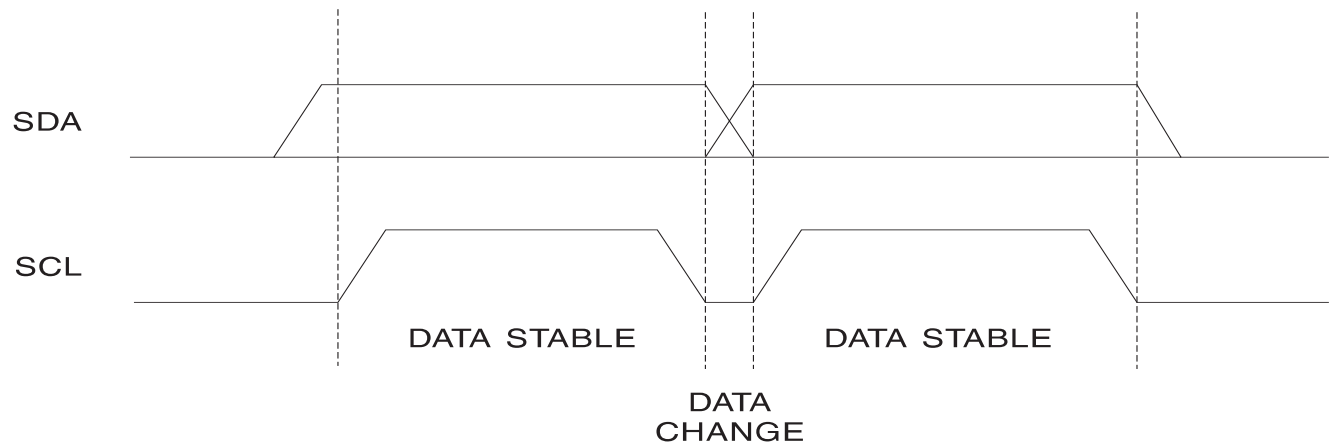 SDA
SCL
DATA STABLE
DATA STABLE
DATA
CHANGE